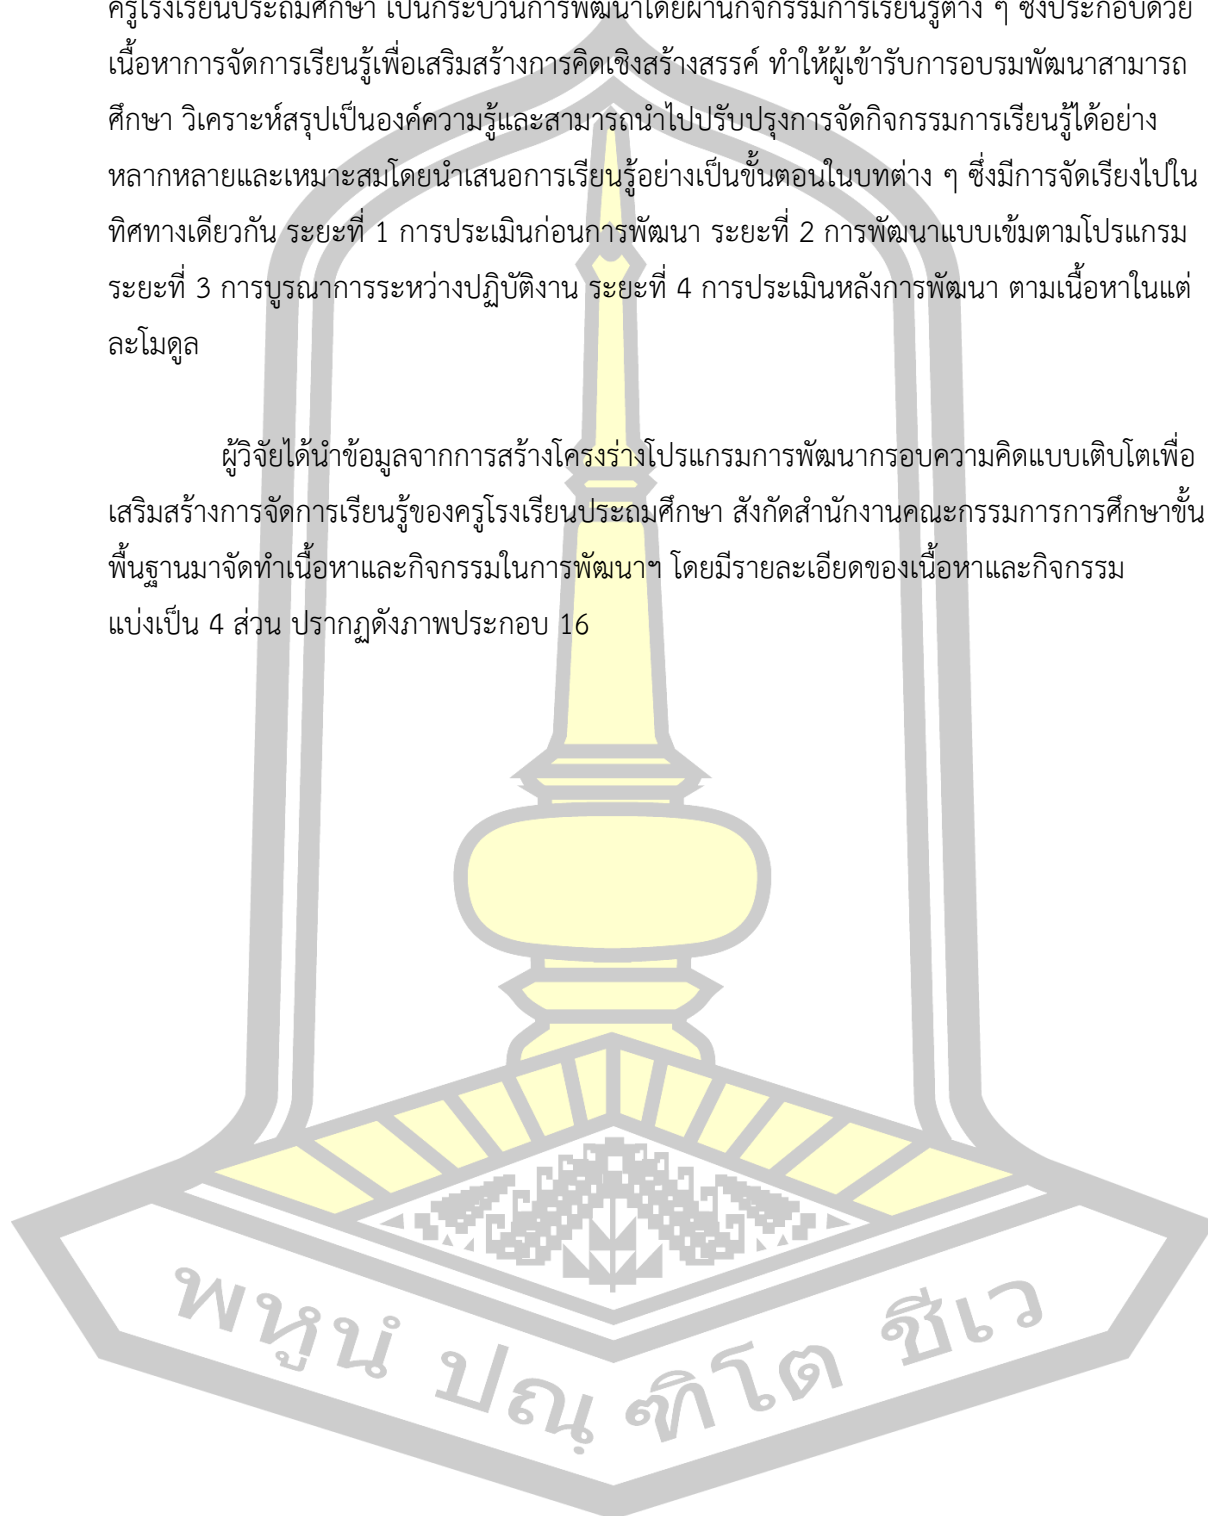 ครูโรงเรียนประถมศึกษา เป็นกระบวนการพัฒนาโดยผ่านกิจกรรมการเรียนรู้ต่าง ๆ ซึ่งประกอบด้วย
เนื้อหาการจัดการเรียนรู้เพื่อเสริมสร้างการคิดเชิงสร้างสรรค์ ทำให้ผู้เข้ารับการอบรมพัฒนาสามารถ
ศึกษา วิเคราะห์สรุปเป็นองค์ความรู้และสามารถนำไปปรับปรุงการจัดกิจกรรมการเรียนรู้ได้อย่าง
หลากหลายและเหมาะสมโดยนำเสนอการเรียนรู้อย่างเป็นขั้นตอนในบทต่าง ๆ ซึ่งมีการจัดเรียงไปใน
ทิศทางเดียวกัน ระยะที่ 1 การประเมินก่อนการพัฒนา ระยะที่ 2 การพัฒนาแบบเข้มตามโปรแกรม
ระยะที่ 3 การบูรณาการระหว่างปฏิบัติงาน ระยะที่ 4 การประเมินหลังการพัฒนา ตามเนื้อหาในแต่
ละโมดูล
ผู้วิจัยได้นำข้อมูลจากการสร้างโครงร่างโปรแกรมการพัฒนากรอบความคิดแบบเติบโตเพื่อ
เสริมสร้างการจัดการเรียนรู้ของครูโรงเรียนประถมศึกษา สังกัดสำนักงานคณะกรรมการการศึกษาขั้น
พื้นฐานมาจัดทำเนื้อหาและกิจกรรมในการพัฒนาฯ โดยมีรายละเอียดของเนื้อหาและกิจกรรม
แบ่งเป็น 4 ส่วน ปรากฏดังภาพประกอบ 16
พหูนํ ปณฺ ฑิโต ชีเว